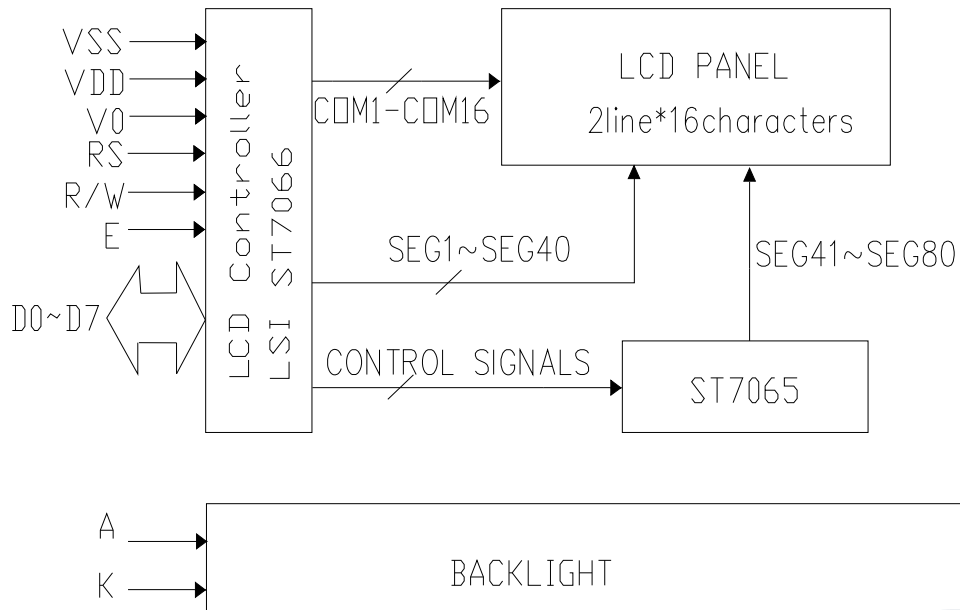 VSS
VDD
V0
RS
R/W
E
D0~D7
LCD Controller
LSI ST7066
COM1-COM16
LCD PANEL
2line*16characters
SEG1~SEG40
SEG41~SEG80
CONTROL SIGNALS
ST7065
A
K
BACKLIGHT